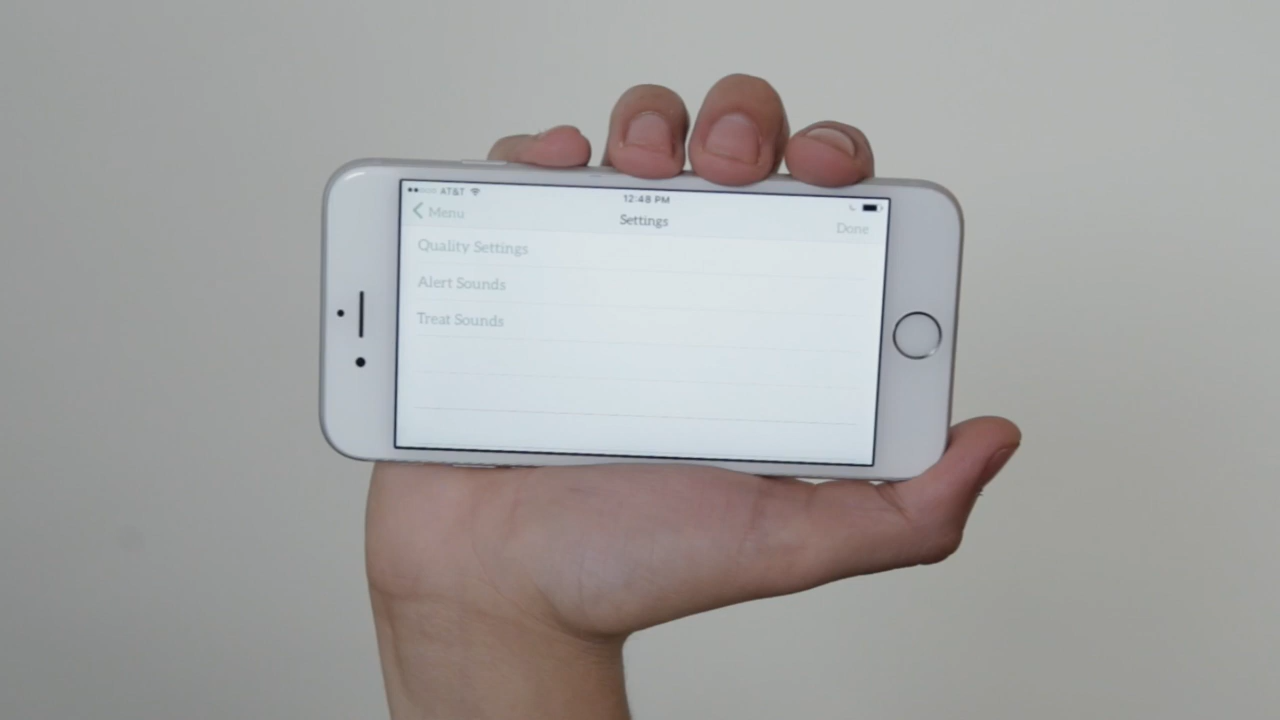 AT&T
12:48 PM
Menu
Settings
Done
Quality Settings
Alert Sounds
Treat Sounds